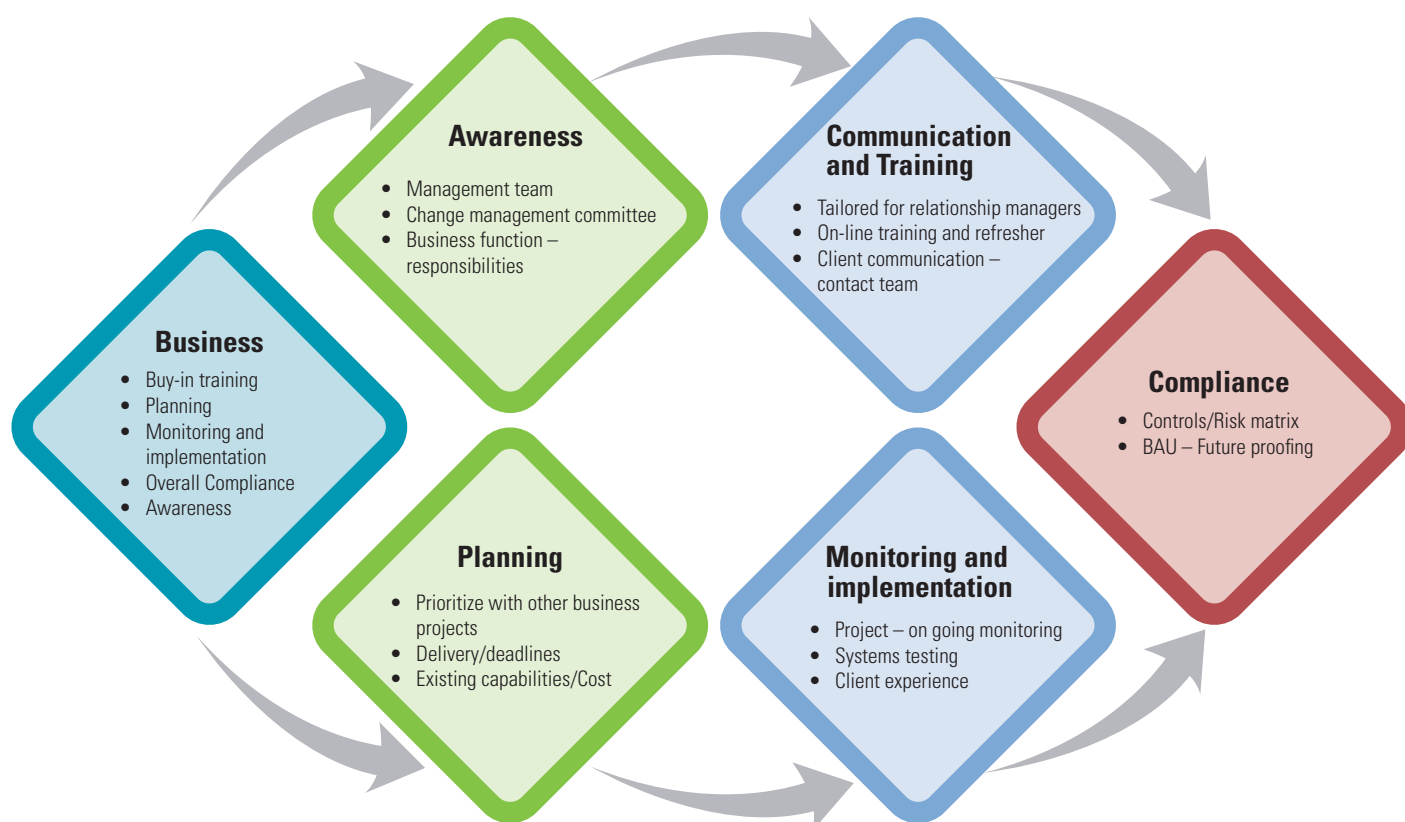 Awareness
• Management team
• Change management committee
• Business function –
responsibilities
Communication
and Training
• Tailored for relationship managers
• On-line training and refresher
• Client communication –
contact team
Business
• Buy-in training
• Planning
• Monitoring and
implementation
• Overall Compliance
• Awareness
Compliance
• Controls/Risk matrix
• BAU – Future proofing
Planning
• Prioritize with other business
projects
• Delivery/deadlines
• Existing capabilities/Cost
Monitoring and
implementation
• Project – on going monitoring
• Systems testing
• Client experience